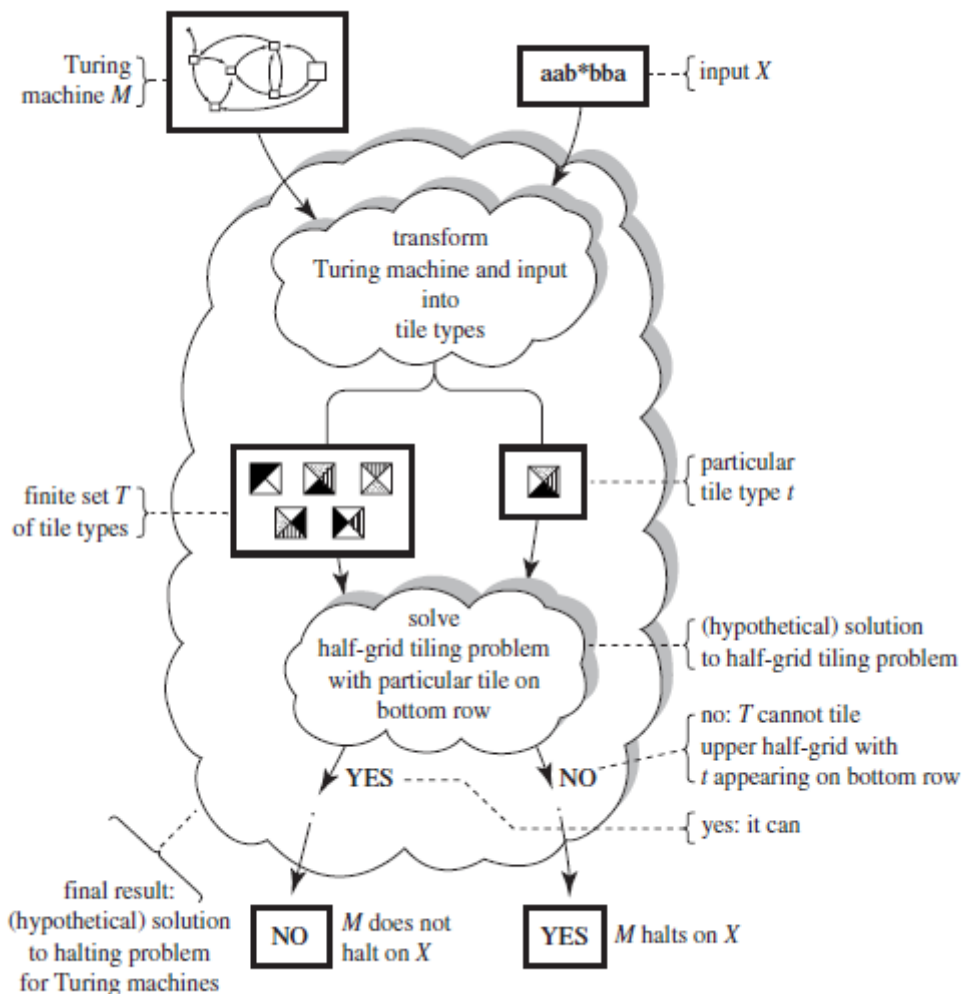 Turing
machine M
aab*bba
input X
transform
Turing machine and input
into
tile types
finite set T
of tile types
particular
tile type t
solve
half-grid tiling problem
with particular tile on
bottom row
(hypothetical) solution
to half-grid tiling problem
no: T cannot tile
upper half-grid with
t appearing on bottom row
YES
NO
yes: it can
final result:
(hypothetical) solution
to halting problem
for Turing machines
NO
M does not
halt on X
YES
M halts on X